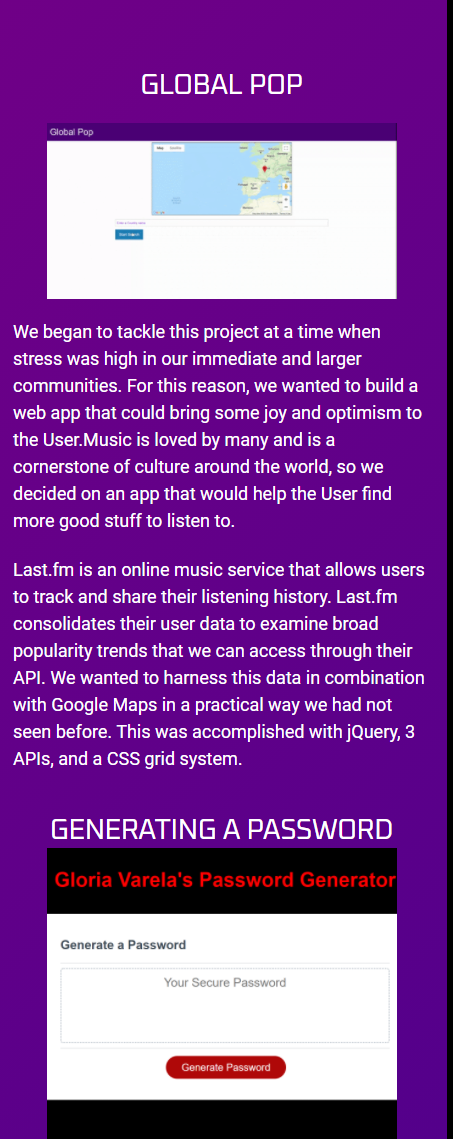 GLOBAL POP
Global Pop
We began to tackle this project at a time when
stress was high in our immediate and larger
communities. For this reason, we wanted to build a
web app that could bring some joy and optimism to
the User.Music is loved by many and is a
cornerstone of culture around the world, so we
decided on an app that would help the User find
more good stuff to listen to.
Last.fm is an online music service that allows users
to track and share their listening history. Last.fm
consolidates their user data to examine broad
popularity trends that we can access through their
API. We wanted to harness this data in combination
with Google Maps in a practical way we had not
seen before. This was accomplished with jQuery, 3
APIs, and a CSS grid system.
GENERATING A PASSWORD
Gloria Varela's Password Generator
Generate a Password
Your Secure Password
Generate Password